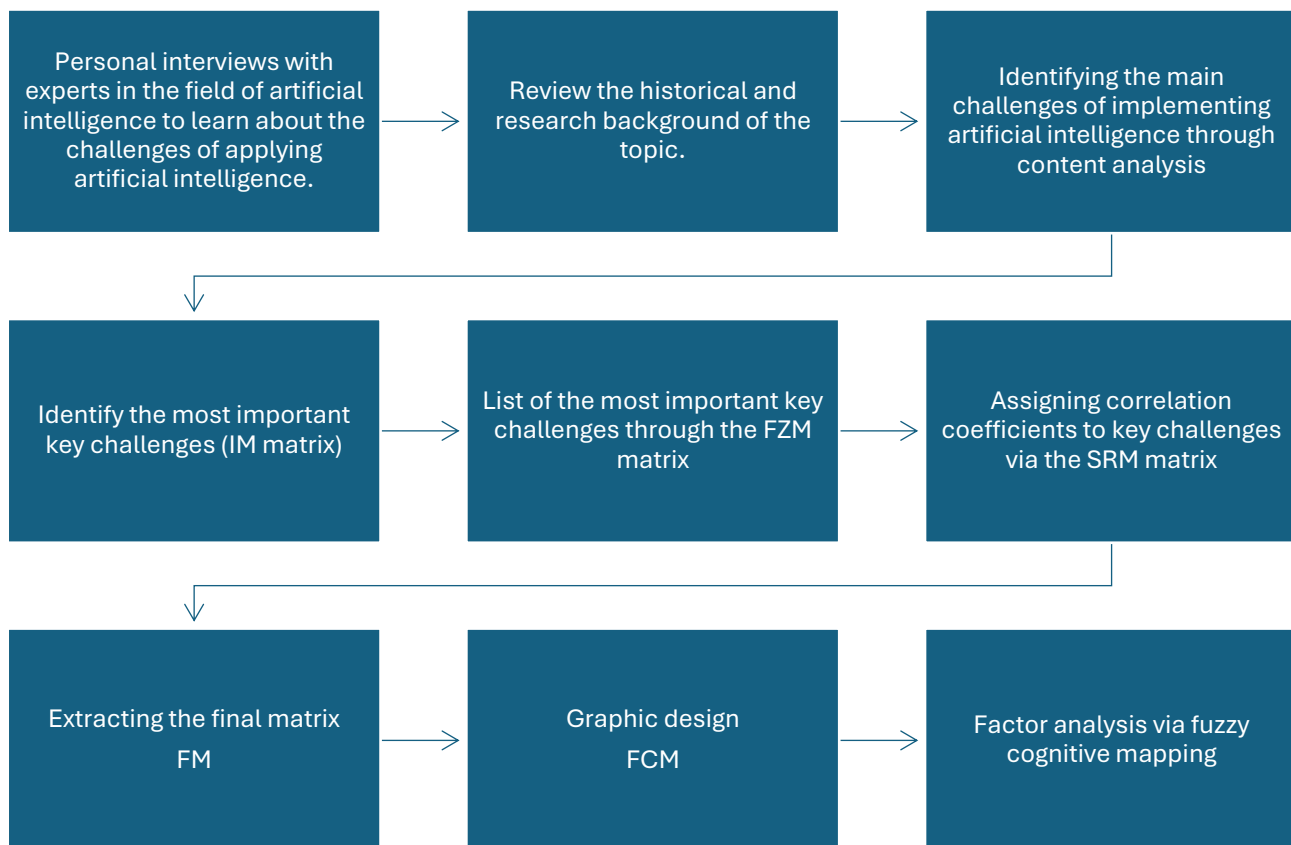 Personal interviews with
experts in the field of artificial
intelligence to learn about the
challenges of applying
artificial intelligence.
Review the historical and
research background of the
topic.
Identifying the main
challenges of implementing
artificial intelligence through
content analysis
Identify the most important
key challenges (IM matrix)
List of the most important key
challenges through the FZM
matrix
Assigning correlation
coefficients to key challenges
via the SRM matrix
Extracting the final matrix
FM
Graphic design
FCM
Factor analysis via fuzzy
cognitive mapping